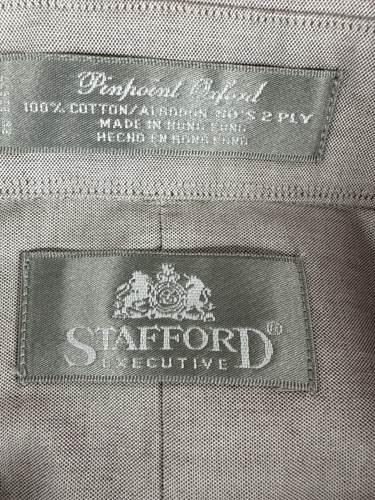 Pinpoint Oxford
100% COTTON/ALGODON 80'S 2 PLY
MADE IN HONG KONG
HECHO EN HONG KONG
STAFFORD®
EXECUTIVE